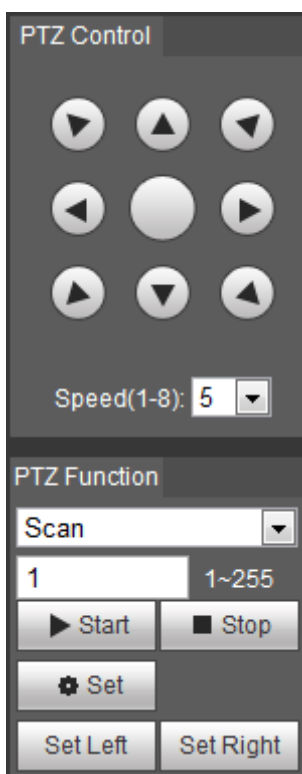 PTZ Control
Speed(1-8): 5
PTZ Function
Scan
1 1~255
Start Stop
Set
Set Left Set Right